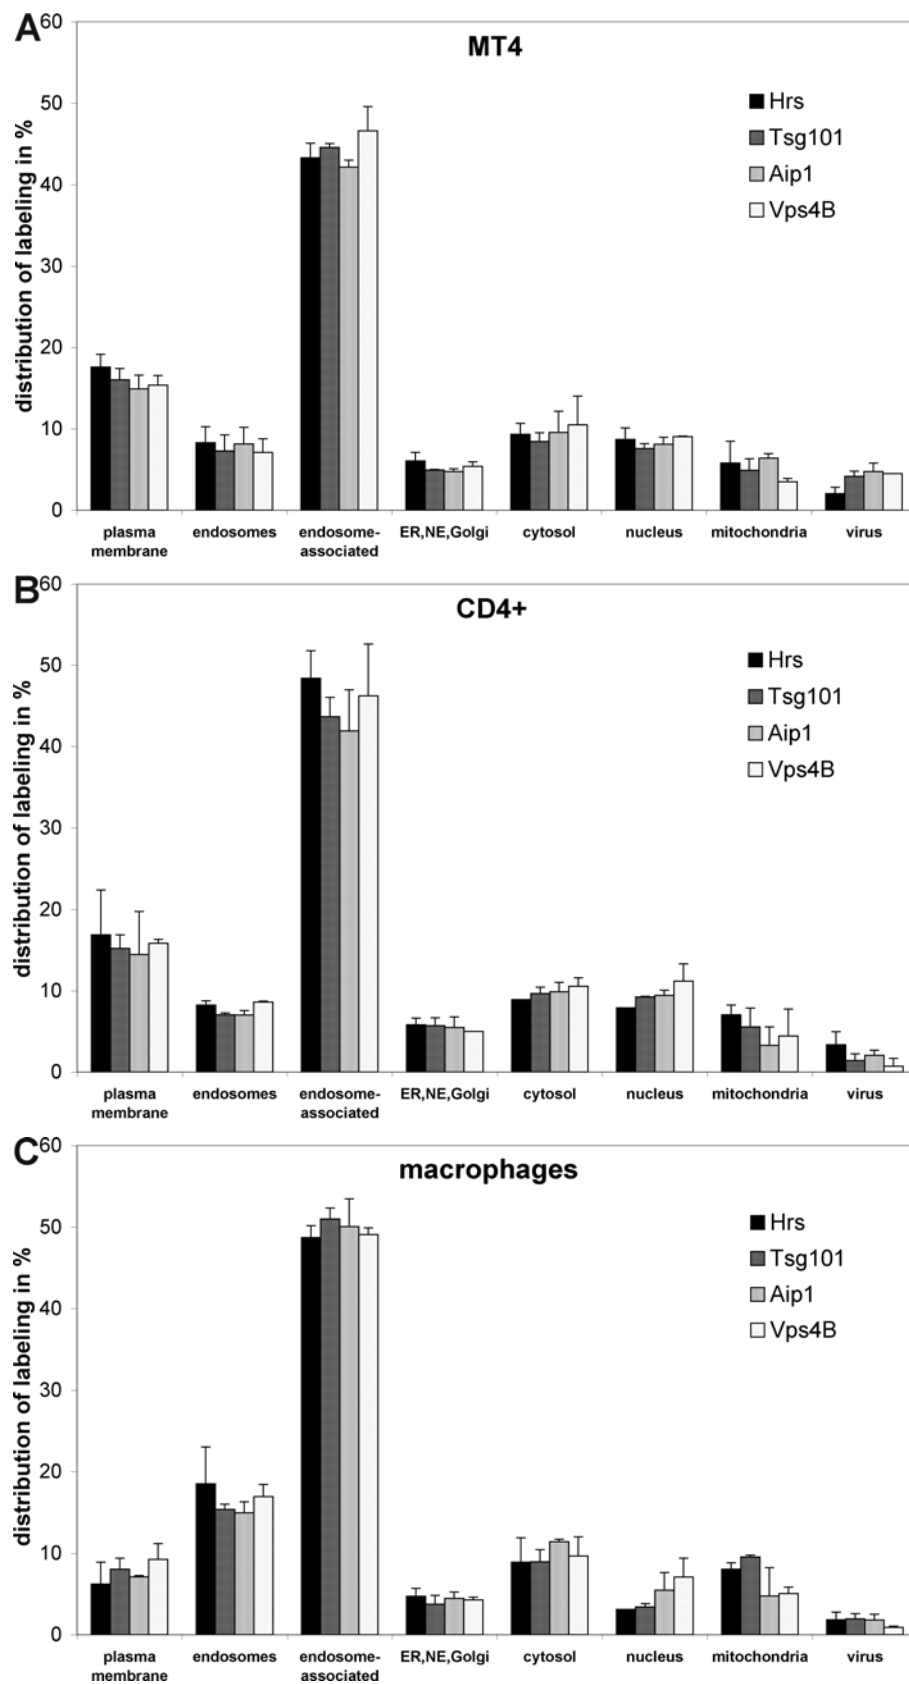 A
MT4
distribution of labeling in %
60
50
40
30
20
10
0
Hrs
Tsg101
Aip1
Vps4B
plasma membrane
endosomes
endosome-associated
ER,NE,Golgi
cytosol
nucleus
mitochondria
virus
B
CD4+
distribution of labeling in %
60
50
40
30
20
10
0
Hrs
Tsg101
Aip1
Vps4B
plasma membrane
endosomes
endosome-associated
ER,NE,Golgi
cytosol
nucleus
mitochondria
virus
C
macrophages
distribution of labeling in %
60
50
40
30
20
10
0
Hrs
Tsg101
Aip1
Vps4B
plasma membrane
endosomes
endosome-associated
ER,NE,Golgi
cytosol
nucleus
mitochondria
virus